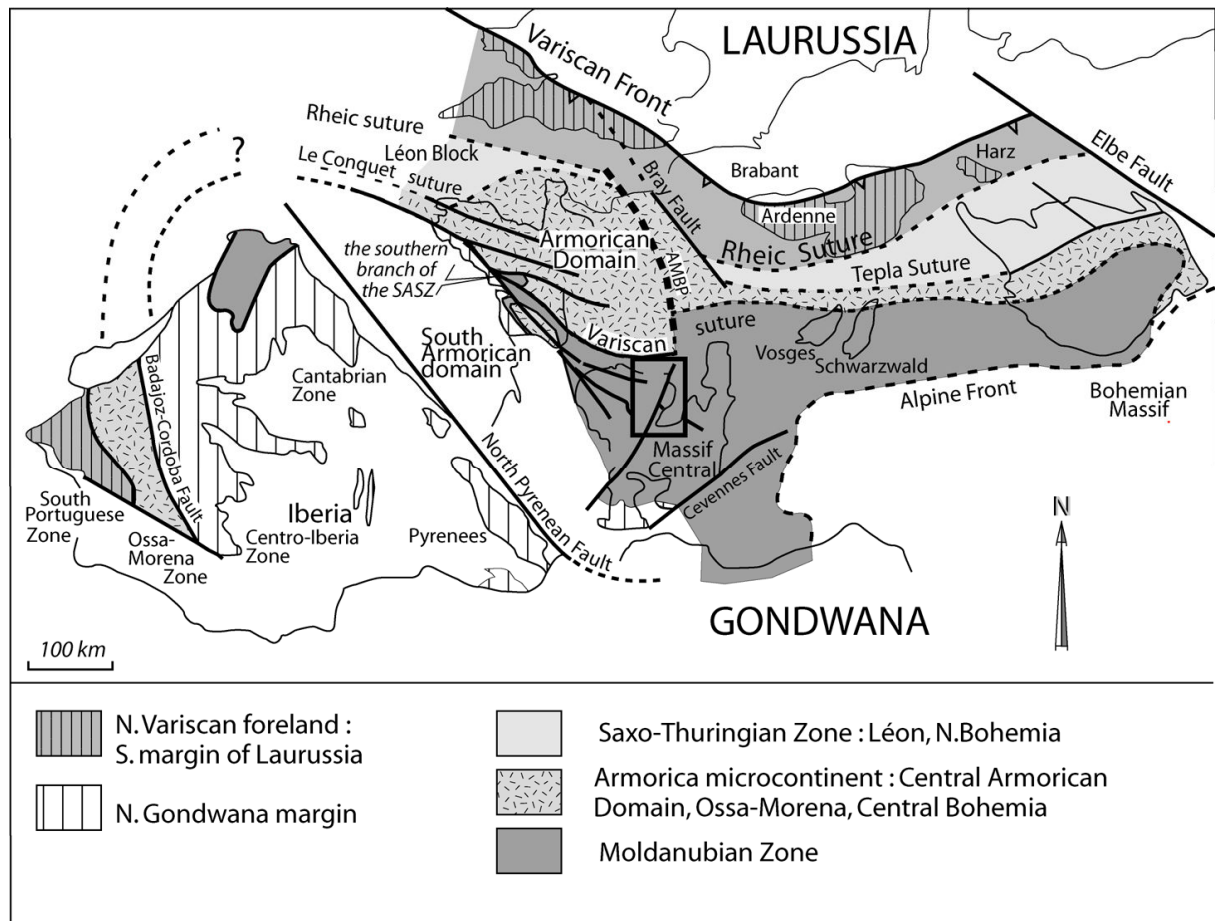 LAURUSSIA
Variscan Front
Rheic suture
Léon Block
Le Conquet suture
?
Brabant
Harz
Elbe Fault
Bray Fault
Ardenne
Rheic Suture
the southern
branch of
the SASZ
Armorican
Domain
AMBP
Tepla Suture
South
Armorican
domain
Variscan
suture
Vosges
Schwarzwald
Alpine Front
Bohemian
Massif
Cantabrian
Zone
Badajoz-Cordoba Fault
North Pyrenean Fault
Massif
Central
Cevennes Fault
South
Portuguese
Zone
Ossa-
Morena
Zone
Iberia
Centro-Iberia
Zone
Pyrenees
N
GONDWANA
100 km
N. Variscan foreland :
S. margin of Laurussia
N. Gondwana margin
Saxo-Thuringian Zone : Léon, N.Bohemia
Armorica microcontinent : Central Armorican
Domain, Ossa-Morena, Central Bohemia
Moldanubian Zone